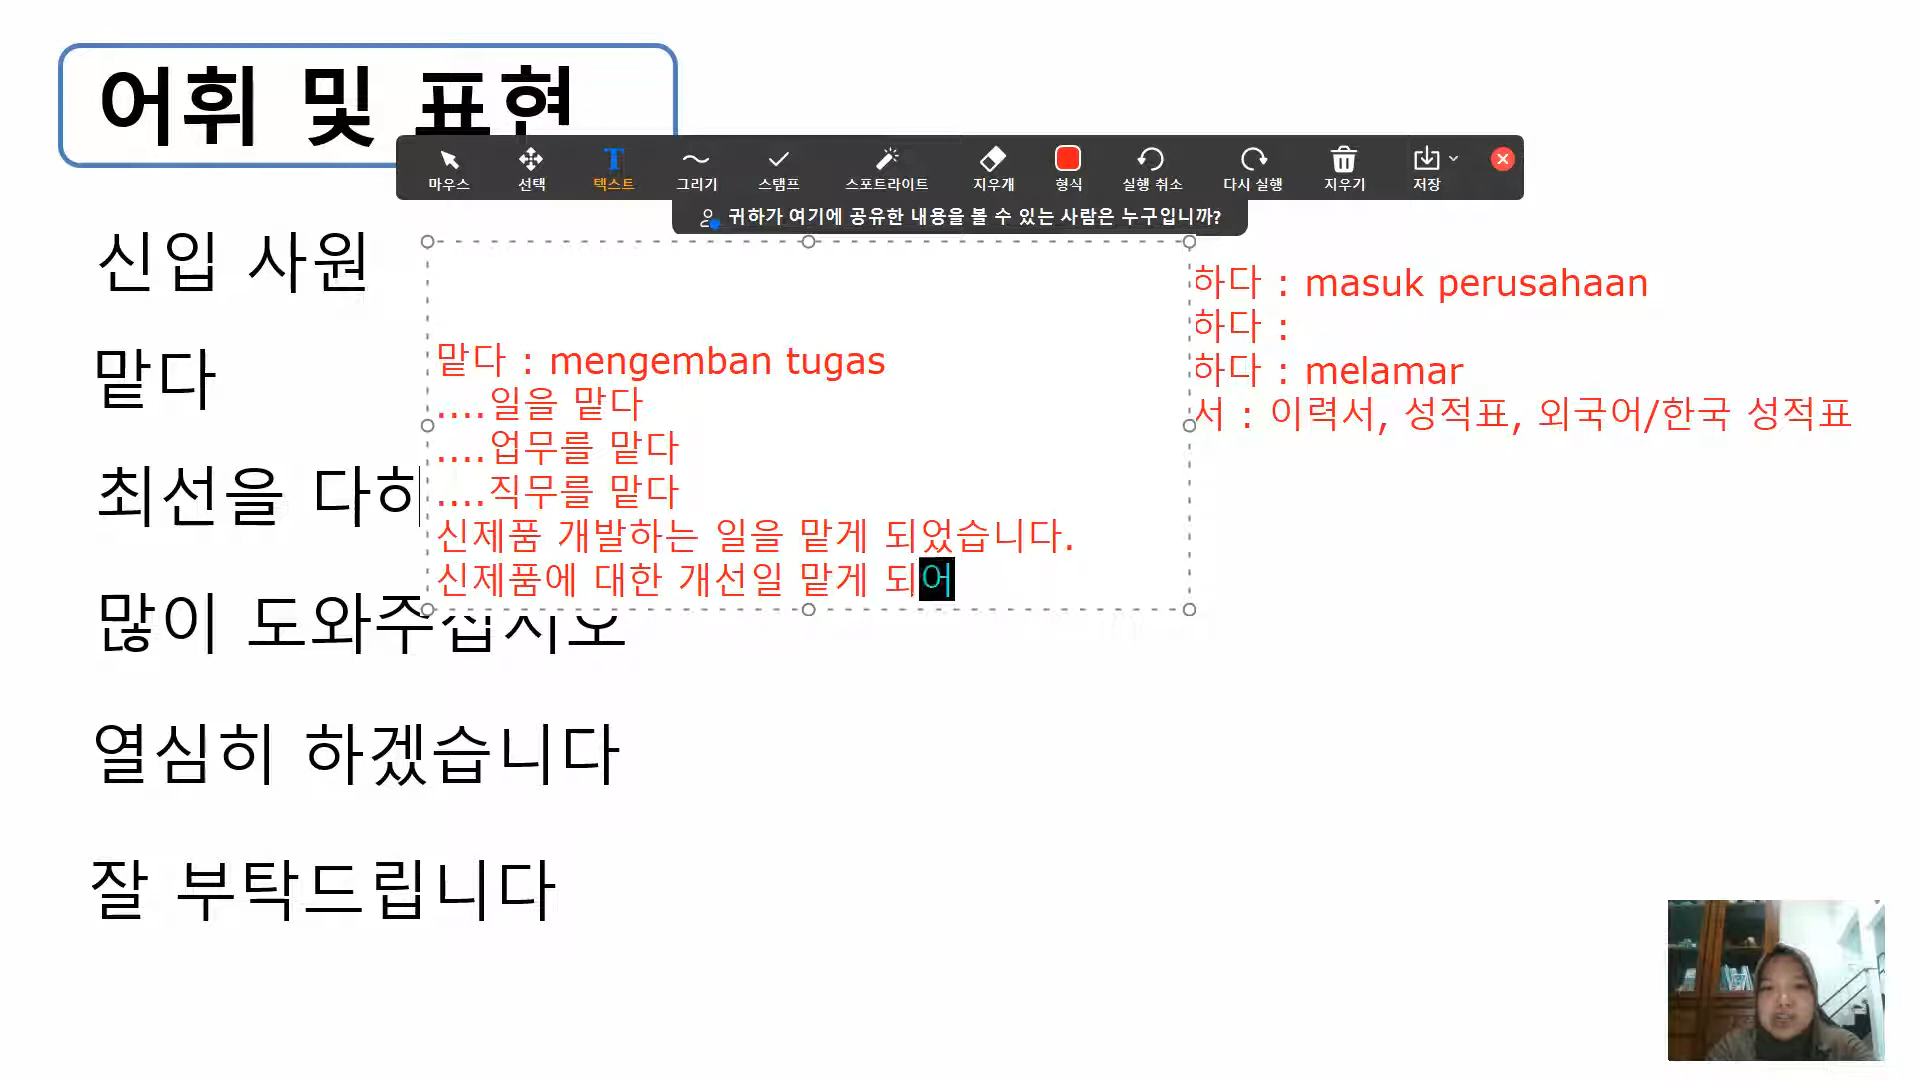 어휘 및 표현
마우스 선택 텍스트 그리기 스탬프 스포트라이트 지우개 형식 실행 취소 다시 실행 지우기 저장
귀하가 여기에 공유한 내용을 볼 수 있는 사람은 누구입니까?
신입 사원
하다 : masuk perusahaan
하다 :
맡다
맡다 : mengemban tugas
하다 : melamar
....일을 맡다
서 : 이력서, 성적표, 외국어/한국 성적표
....업무를 맡다
최선을 다하
....직무를 맡다
신제품 개발하는 일을 맡게 되었습니다.
신제품에 대한 개선일 맡게 되어
많이 도와주십시오
열심히 하겠습니다
잘 부탁드립니다